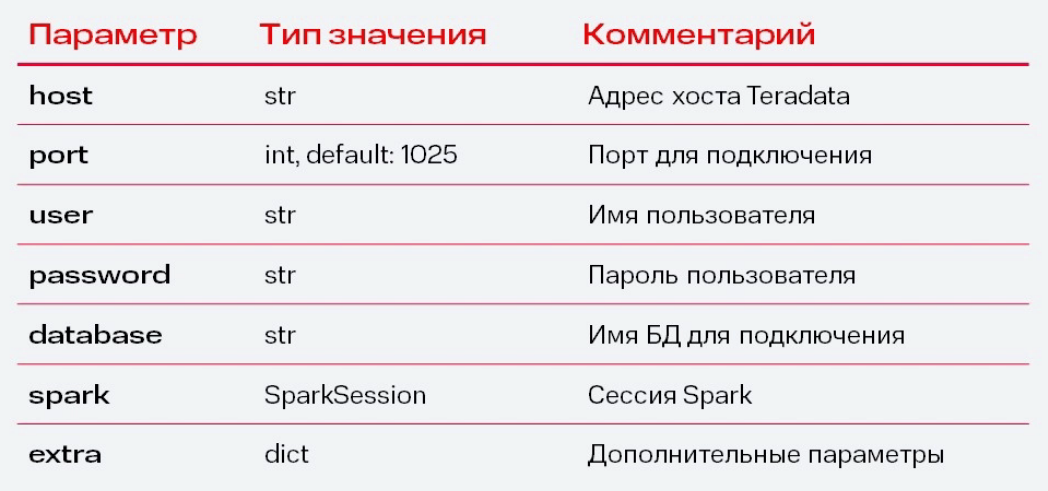 Параметр Тип значения Комментарий
host str Адрес хоста Teradata
port int, default: 1025 Порт для подключения
user str Имя пользователя
password str Пароль пользователя
database str Имя БД для подключения
spark SparkSession Сессия Spark
extra dict Дополнительные параметры